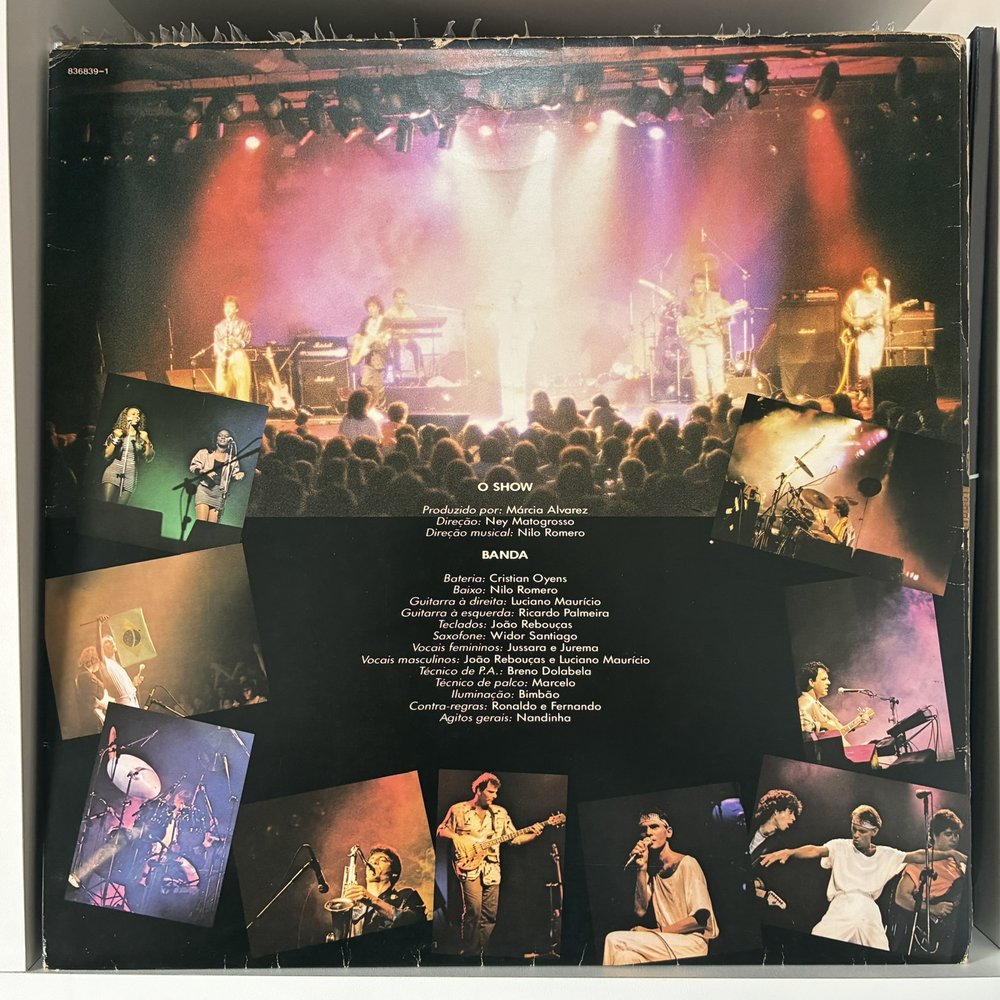 836839-1
Marshall
Marshall
O SHOW
Produzido por: Márcia Alvarez
Direção: Ney Matogrosso
Direção musical: Nilo Romero
BANDA
Bateria: Cristian Oyens
Baixo: Nilo Romero
Guitarra à direita: Luciano Maurício
Guitarra à esquerda: Ricardo Palmeira
Teclados: João Rebouças
Saxofone: Widor Santiago
Vocais femininos: Jussara e Jurema
Vocais masculinos: João Rebouças e Luciano Maurício
Técnico de P.A.: Breno Dolabela
Técnico de palco: Marcelo
Iluminação: Bimbão
Contra-regras: Ronaldo e Fernando
Agitos gerais: Nandinha